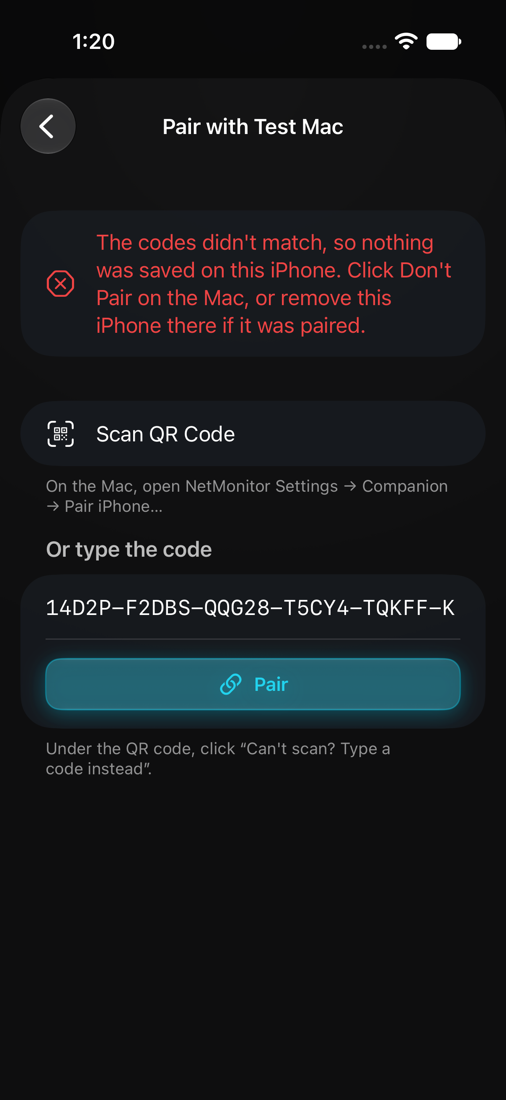 1:20
Pair with Test Mac
The codes didn't match, so nothing
was saved on this iPhone. Click Don't
Pair on the Mac, or remove this
iPhone there if it was paired.
Scan QR Code
On the Mac, open NetMonitor Settings → Companion
→ Pair iPhone…
Or type the code
14D2P–F2DBS–QQG28–T5CY4–TQKFF–K
Pair
Under the QR code, click “Can't scan? Type a
code instead”.